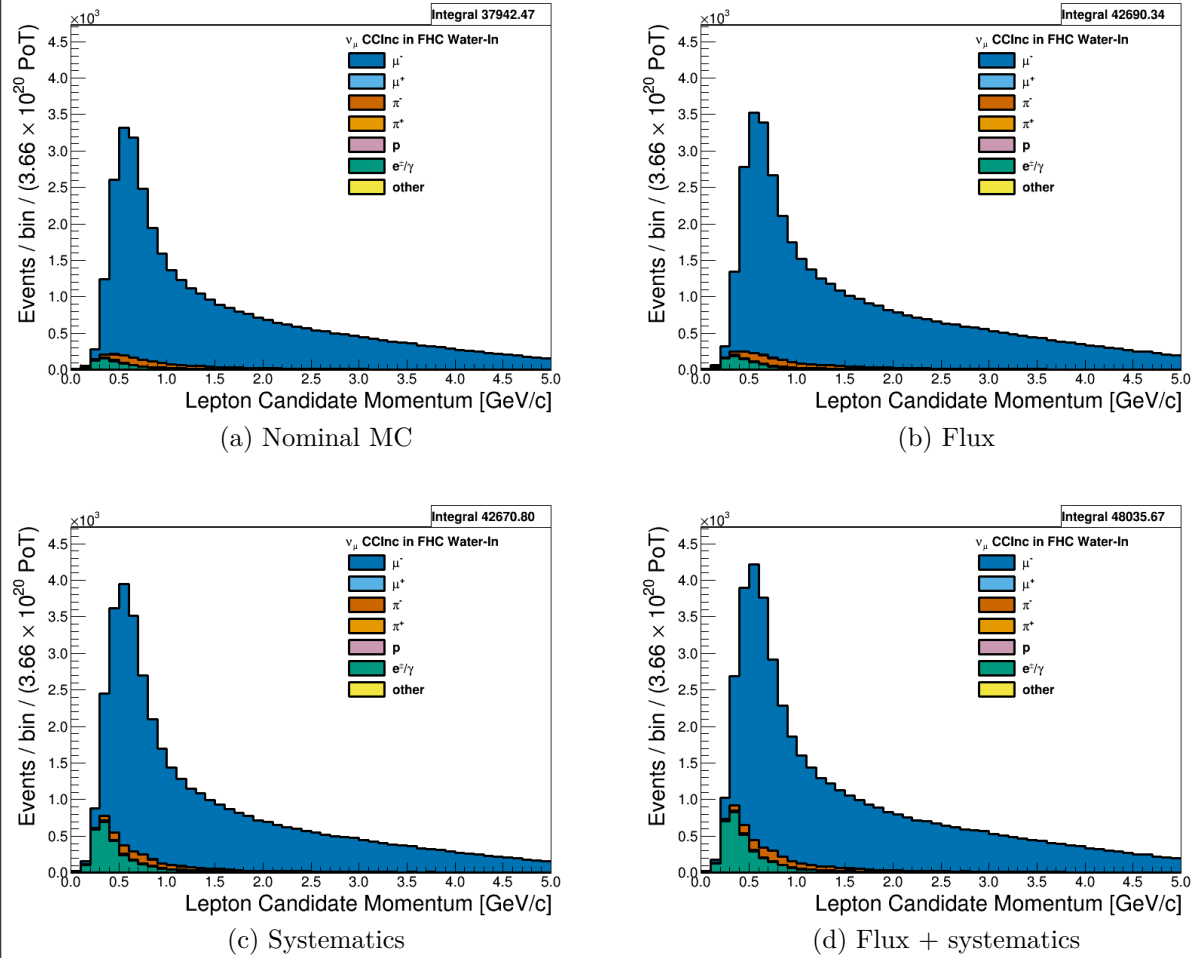 Integral 37942.47
×10³
ν_μ CCInc in FHC Water-In
μ⁻
μ⁺
π⁻
π⁺
p
e±/γ
other
Events / bin / (3.66 × 10²⁰ PoT)
4.5
4.0
3.5
3.0
2.5
2.0
1.5
1.0
0.5
0.0
0.0 0.5 1.0 1.5 2.0 2.5 3.0 3.5 4.0 4.5 5.0
Lepton Candidate Momentum [GeV/c]
(a) Nominal MC
Integral 42690.34
×10³
ν_μ CCInc in FHC Water-In
μ⁻
μ⁺
π⁻
π⁺
p
e±/γ
other
Events / bin / (3.66 × 10²⁰ PoT)
4.5
4.0
3.5
3.0
2.5
2.0
1.5
1.0
0.5
0.0
0.0 0.5 1.0 1.5 2.0 2.5 3.0 3.5 4.0 4.5 5.0
Lepton Candidate Momentum [GeV/c]
(b) Flux
Integral 42670.80
×10³
ν_μ CCInc in FHC Water-In
μ⁻
μ⁺
π⁻
π⁺
p
e±/γ
other
Events / bin / (3.66 × 10²⁰ PoT)
4.5
4.0
3.5
3.0
2.5
2.0
1.5
1.0
0.5
0.0
0.0 0.5 1.0 1.5 2.0 2.5 3.0 3.5 4.0 4.5 5.0
Lepton Candidate Momentum [GeV/c]
(c) Systematics
Integral 48035.67
×10³
ν_μ CCInc in FHC Water-In
μ⁻
μ⁺
π⁻
π⁺
p
e±/γ
other
Events / bin / (3.66 × 10²⁰ PoT)
4.5
4.0
3.5
3.0
2.5
2.0
1.5
1.0
0.5
0.0
0.0 0.5 1.0 1.5 2.0 2.5 3.0 3.5 4.0 4.5 5.0
Lepton Candidate Momentum [GeV/c]
(d) Flux + systematics